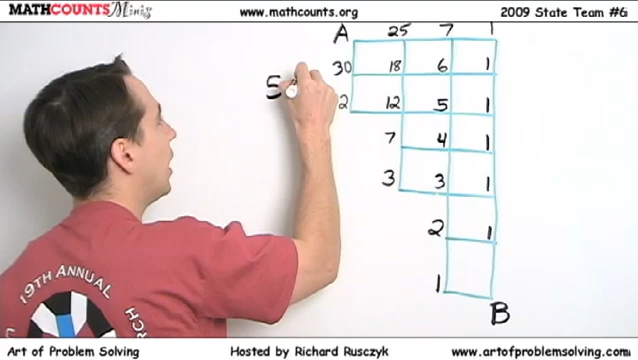 MATHCOUNTS Minis
www.mathcounts.org
2009 State Team #6
A 25 7 1
30 18 6 1
12 5 1
7 4 1
3 3 1
2 1
1
B
5
19TH ANNUAL
Art of Problem Solving
Hosted by Richard Rusczyk
www.artofproblemsolving.com